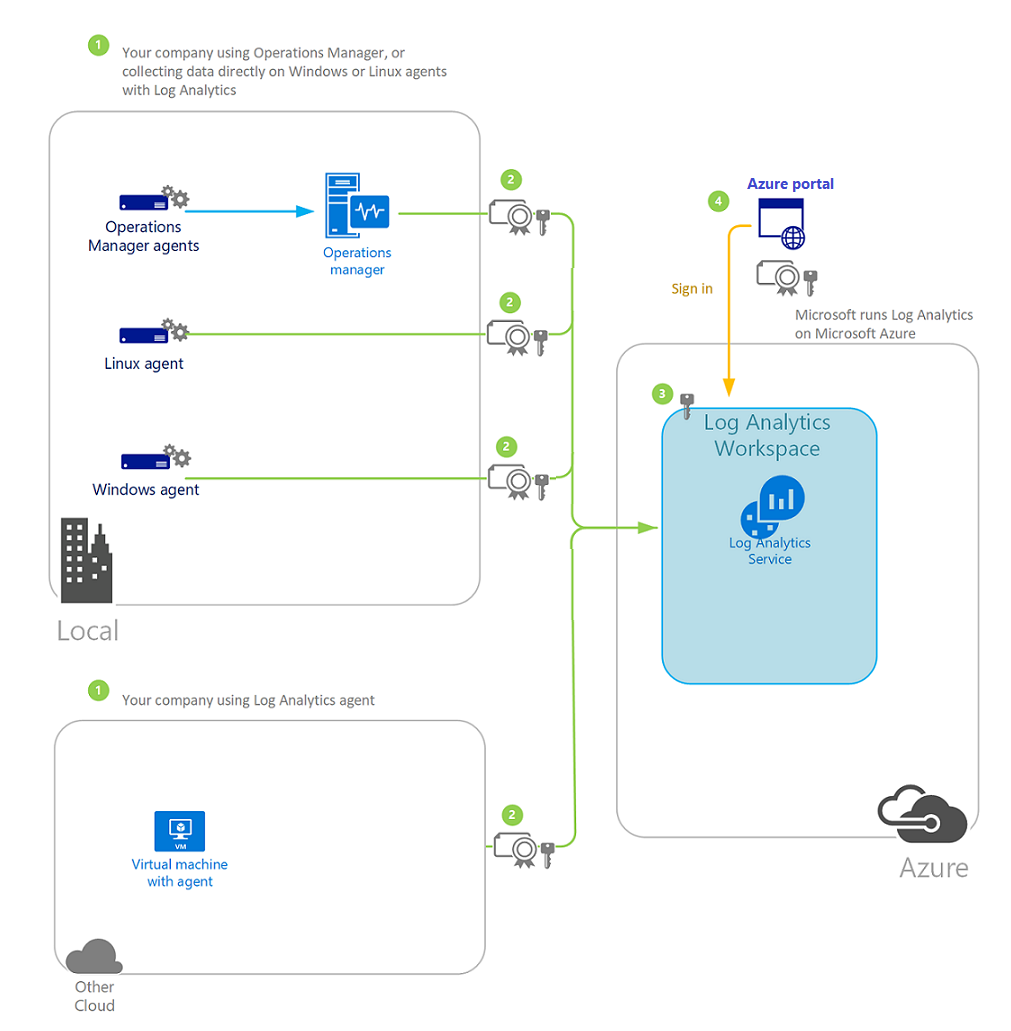 1
Your company using Operations Manager, or
collecting data directly on Windows or Linux agents
with Log Analytics
Operations
Manager agents
Operations
manager
2
Linux agent
2
Windows agent
2
Local
4
Azure portal
Sign in
Microsoft runs Log Analytics
on Microsoft Azure
3
Log Analytics
Workspace
Log Analytics
Service
Azure
1
Your company using Log Analytics agent
VM
Virtual machine
with agent
2
Other
Cloud